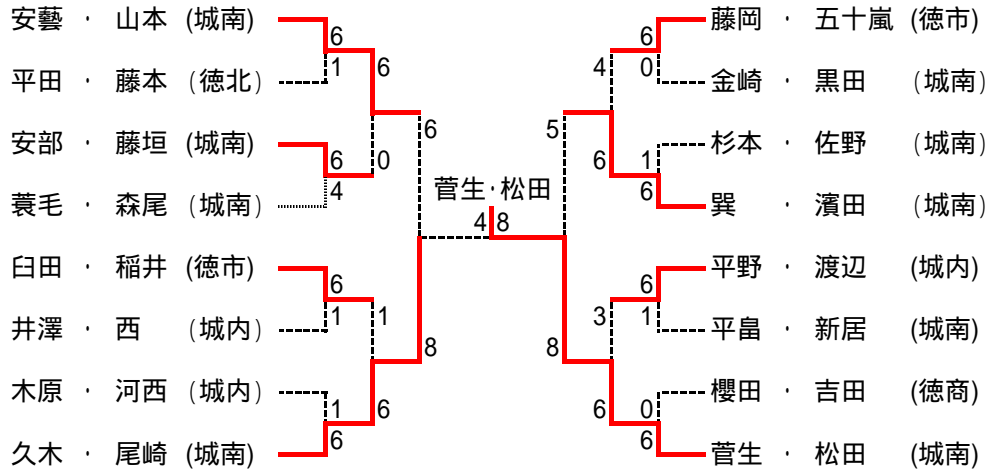 安藝 · 山本 (城南)
6
1
平田 · 藤本 (徳北)
6
0
安部 · 藤垣 (城南)
6
4
蓑毛 · 森尾 (城南)
6
8
臼田 · 稲井 (徳市)
6
1
井澤 · 西 (城内)
1
6
木原 · 河西 (城内)
1
6
久木 · 尾崎 (城南)
菅生·松田
4 8
藤岡 · 五十嵐 (徳市)
6
0
金崎 · 黒田 (城南)
4
6
杉本 · 佐野 (城南)
1
6
巽 · 濱田 (城南)
5
8
平野 · 渡辺 (城内)
6
1
平畠 · 新居 (城南)
3
6
櫻田 · 吉田 (徳商)
0
6
菅生 · 松田 (城南)